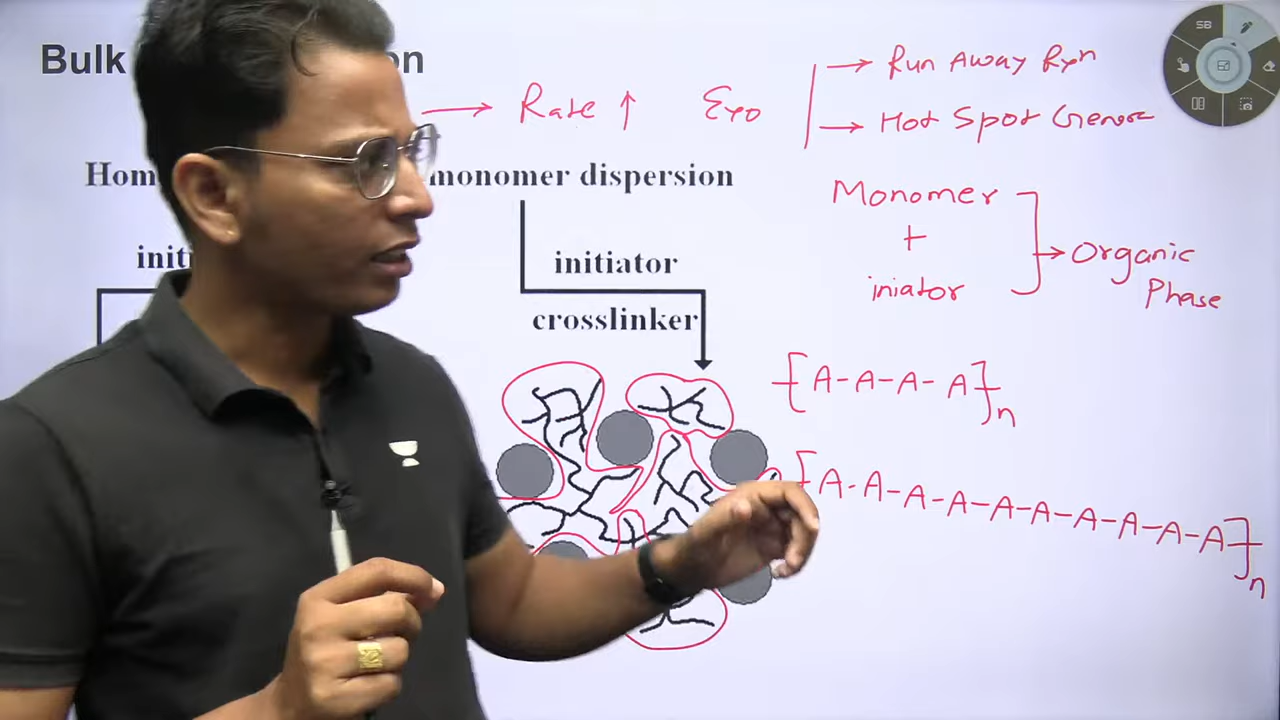 Bulk on
→ Rate ↑ Exo
→ Run Away Rxn
→ Hot Spot Generr
Hom monomer dispersion
Monomer
+
iniator
→ Organic
Phase
initi initiator
crosslinker
[A-A-A-A]n
[A-A-A-A-A-A-A-A-A-A]n
SB